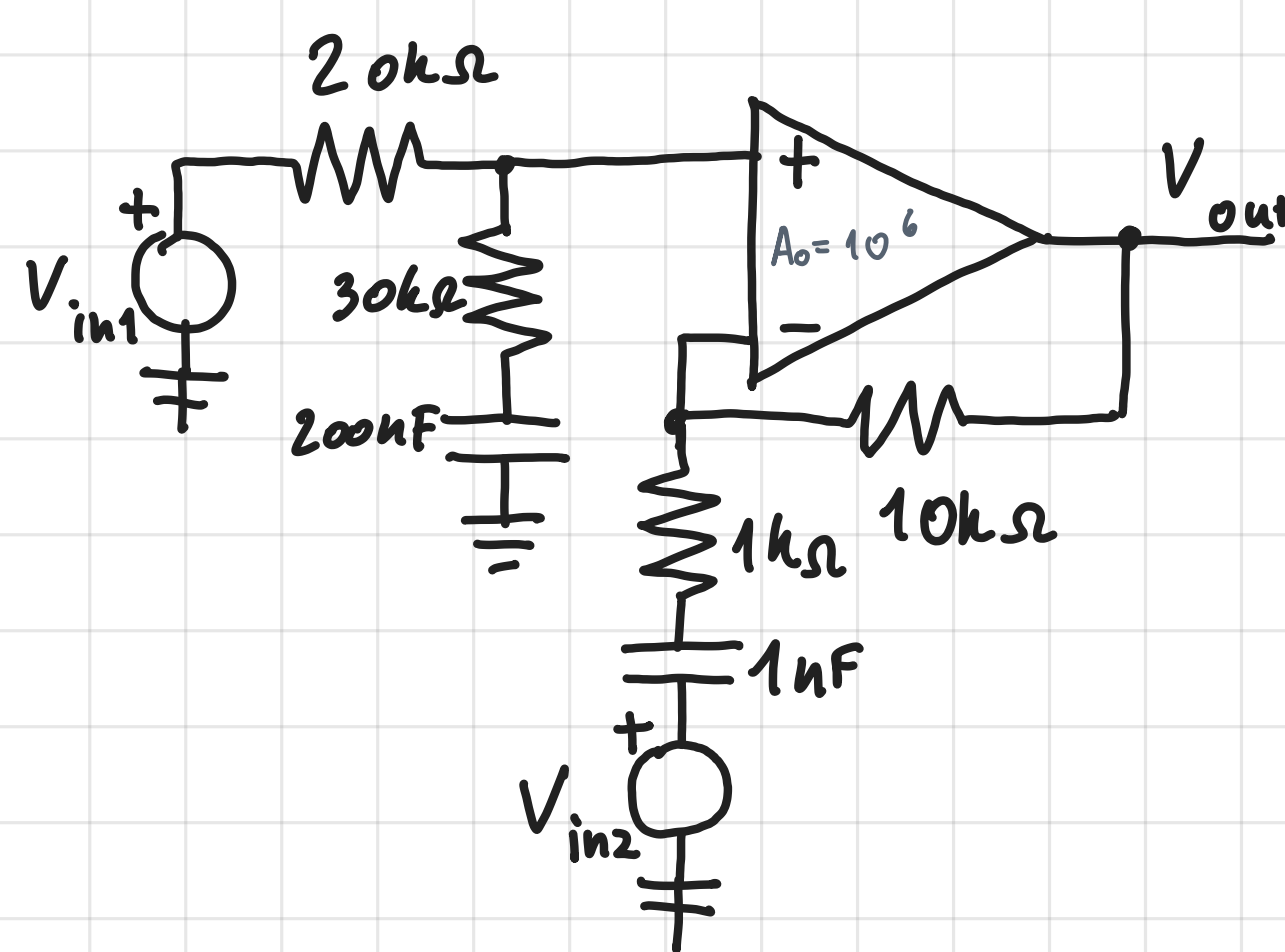 20kΩ
+
V out
+
A₀=10⁶
V in1
30kΩ
−
200nF
10kΩ
1kΩ
1nF
+
V in2